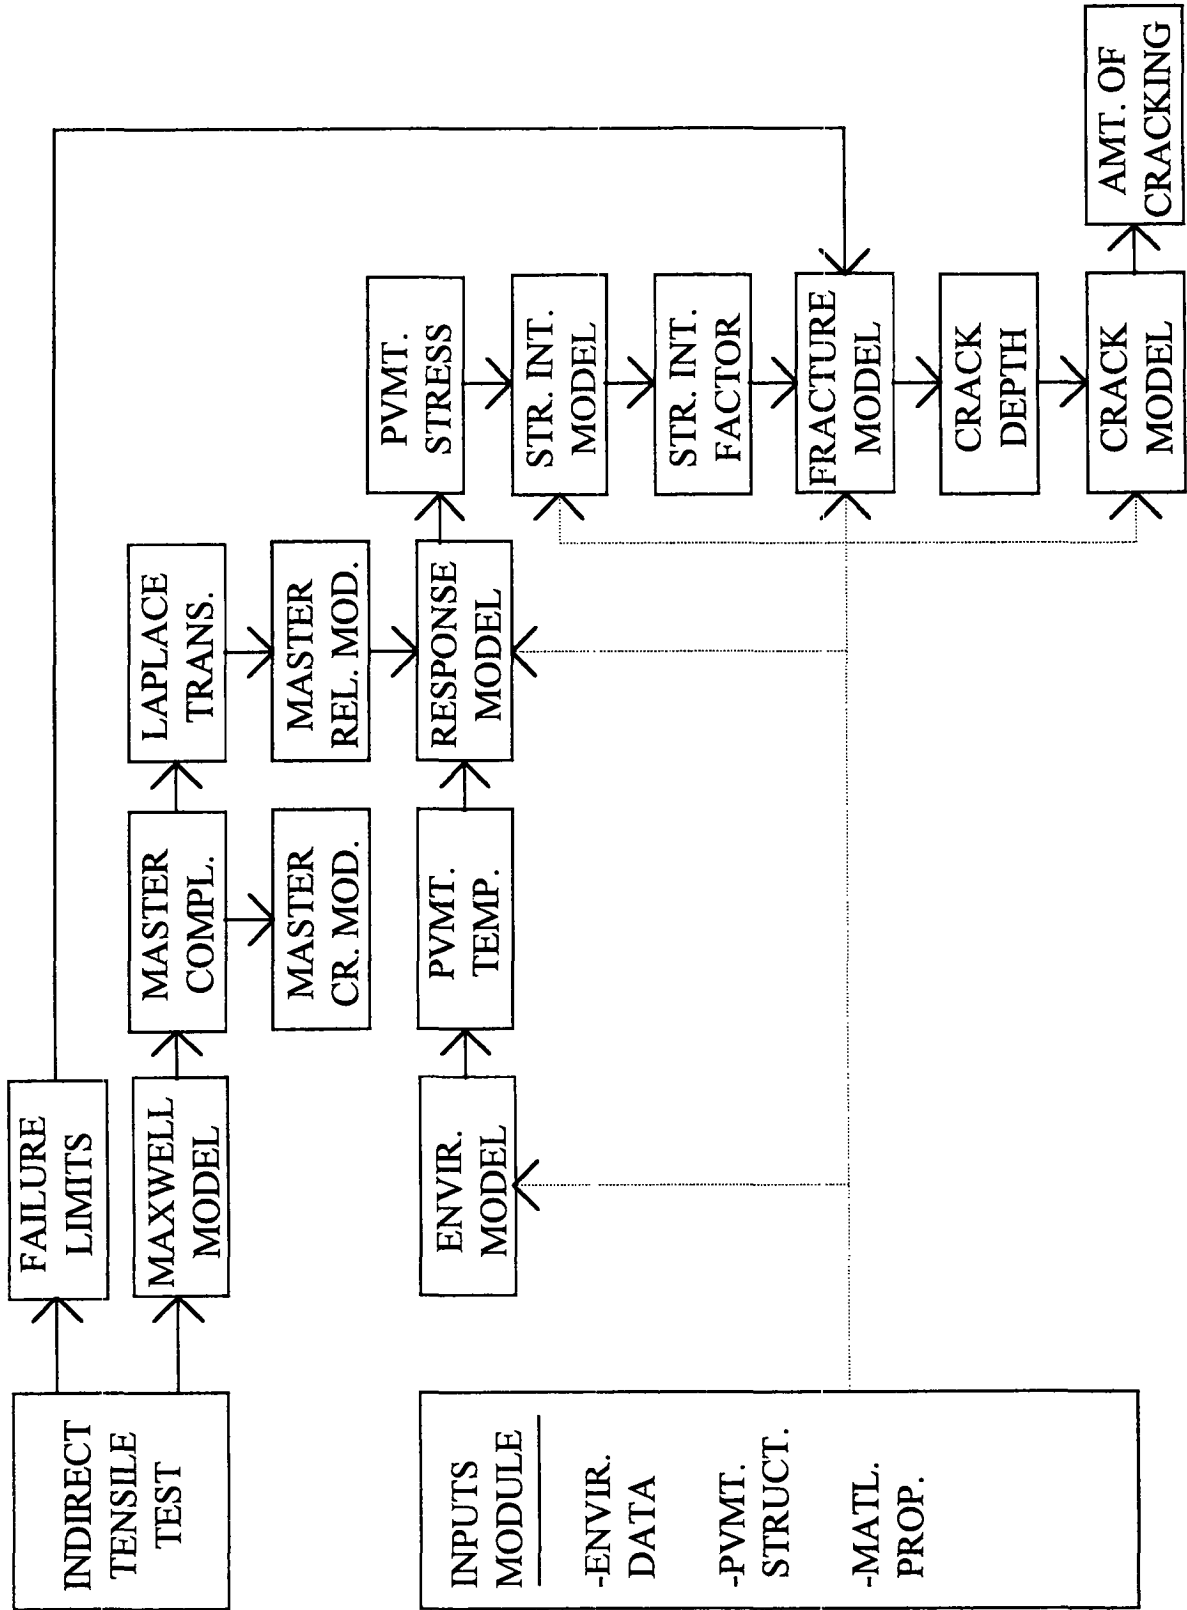 INDIRECT
TENSILE
TEST
FAILURE
LIMITS
MAXWELL
MODEL
MASTER
COMPL.
LAPLACE
TRANS.
MASTER
CR. MOD.
MASTER
REL. MOD.
ENVIR.
MODEL
PVMT.
TEMP.
RESPONSE
MODEL
PVMT.
STRESS
STR. INT.
MODEL
STR. INT.
FACTOR
FRACTURE
MODEL
CRACK
DEPTH
CRACK
MODEL
AMT. OF
CRACKING
INPUTS
MODULE
-ENVIR.
DATA
-PVMT.
STRUCT.
-MATL.
PROP.